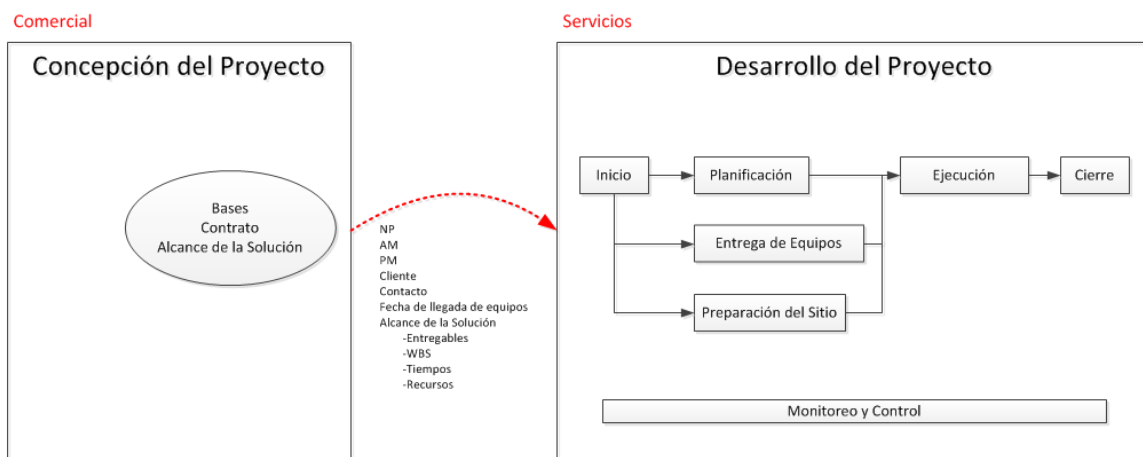 Comercial
Concepción del Proyecto
Bases
Contrato
Alcance de la Solución
NP
AM
PM
Cliente
Contacto
Fecha de llegada de equipos
Alcance de la Solución
-Entregables
-WBS
-Tiempos
-Recursos
Servicios
Desarrollo del Proyecto
Inicio
Planificación
Ejecución
Cierre
Entrega de Equipos
Preparación del Sitio
Monitoreo y Control